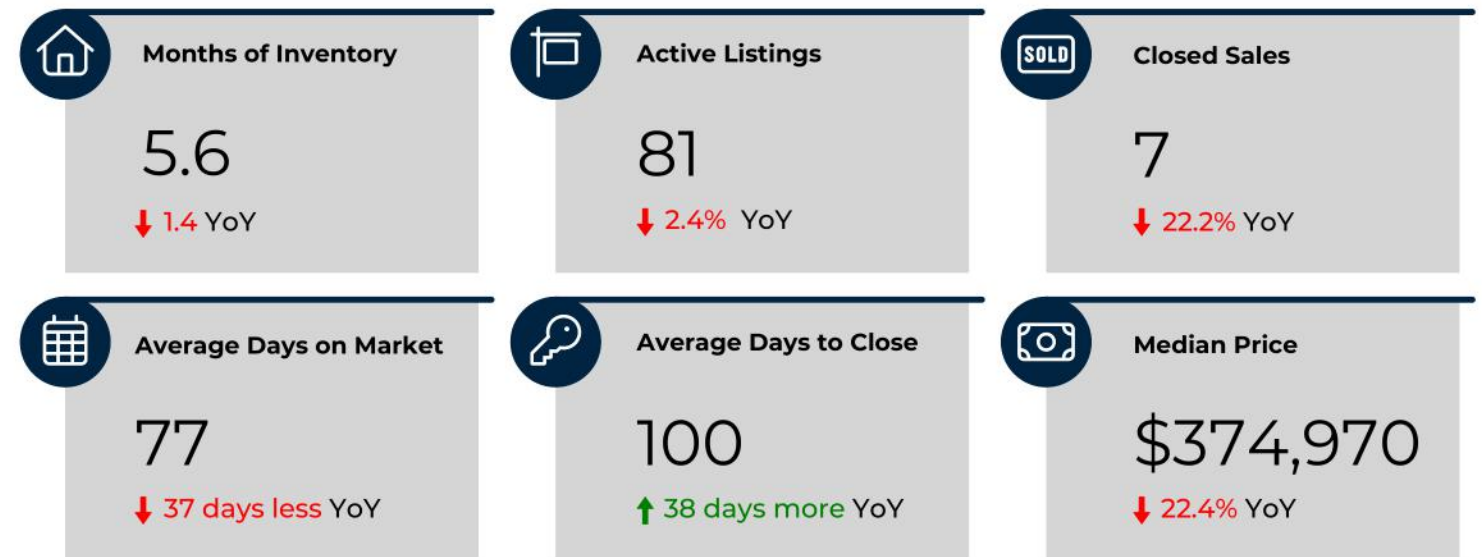 Months of Inventory
5.6
↓ 1.4 YoY
Active Listings
81
↓ 2.4% YoY
SOLD
Closed Sales
7
↓ 22.2% YoY
Average Days on Market
77
↓ 37 days less YoY
Average Days to Close
100
↑ 38 days more YoY
Median Price
$374,970
↓ 22.4% YoY